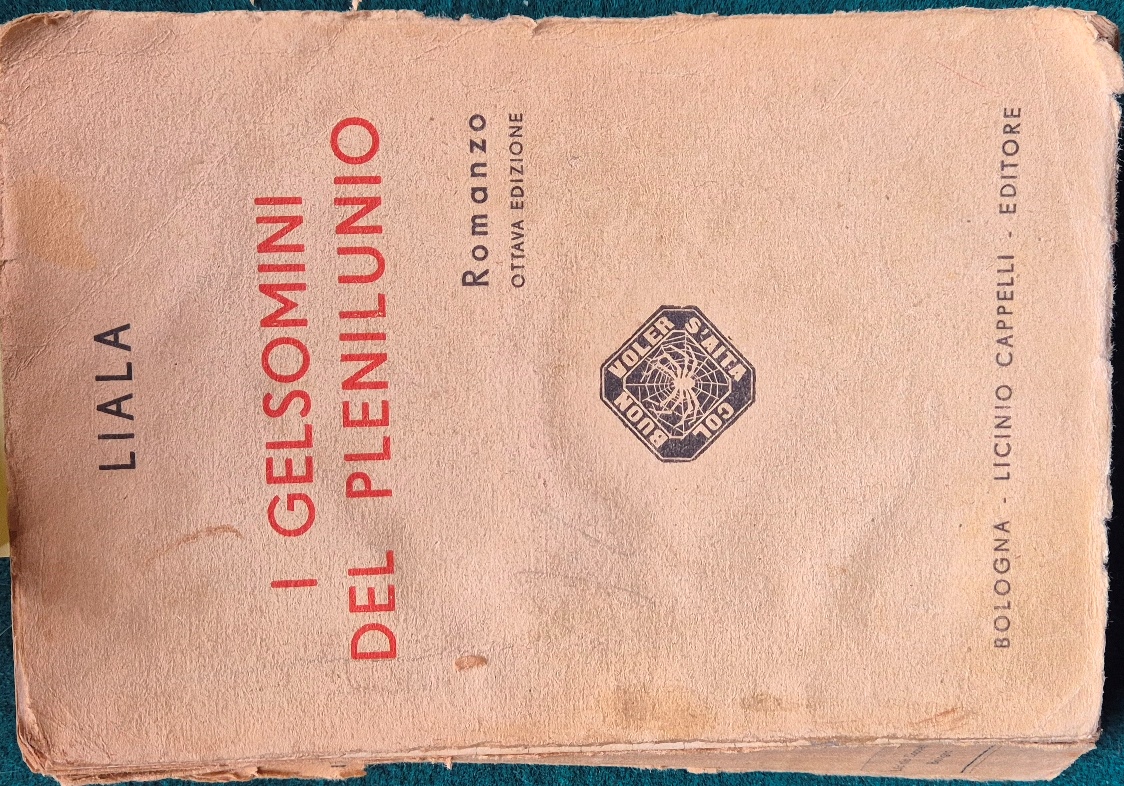 LIALA
I GELSOMINI
DEL PLENILUNIO
Romanzo
OTTAVA EDIZIONE
BUON VOLER
COL S'AITA
BOLOGNA - LICINIO CAPPELLI - EDITORE